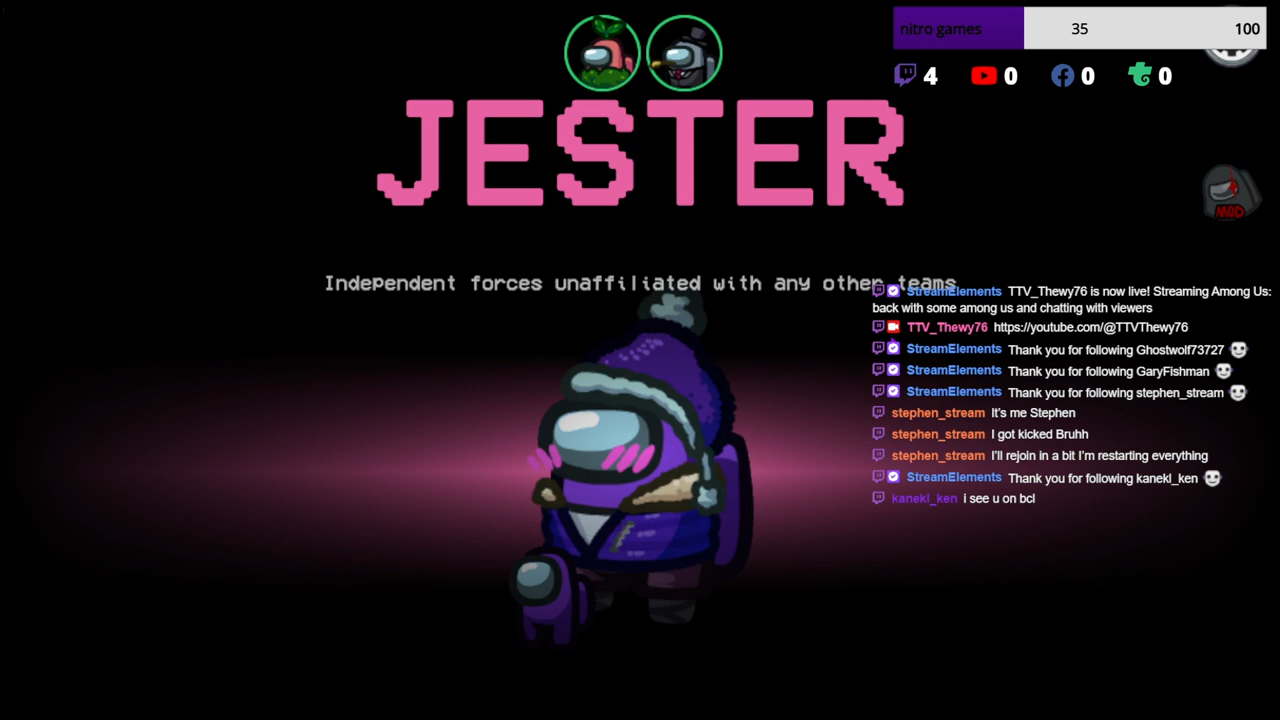 nitro games 35 100
4 0 0 0
JESTER
MOD
Independent forces unaffiliated with any other teams
StreamElements TTV_Thewy76 is now live! Streaming Among Us:
back with some among us and chatting with viewers
TTV_Thewy76 https://youtube.com/@TTVThewy76
StreamElements Thank you for following Ghostwolf73727
StreamElements Thank you for following GaryFishman
StreamElements Thank you for following stephen_stream
stephen_stream It's me Stephen
stephen_stream I got kicked Bruhh
stephen_stream I'll rejoin in a bit I'm restarting everything
StreamElements Thank you for following kanekl_ken
kanekl_ken i see u on bcl